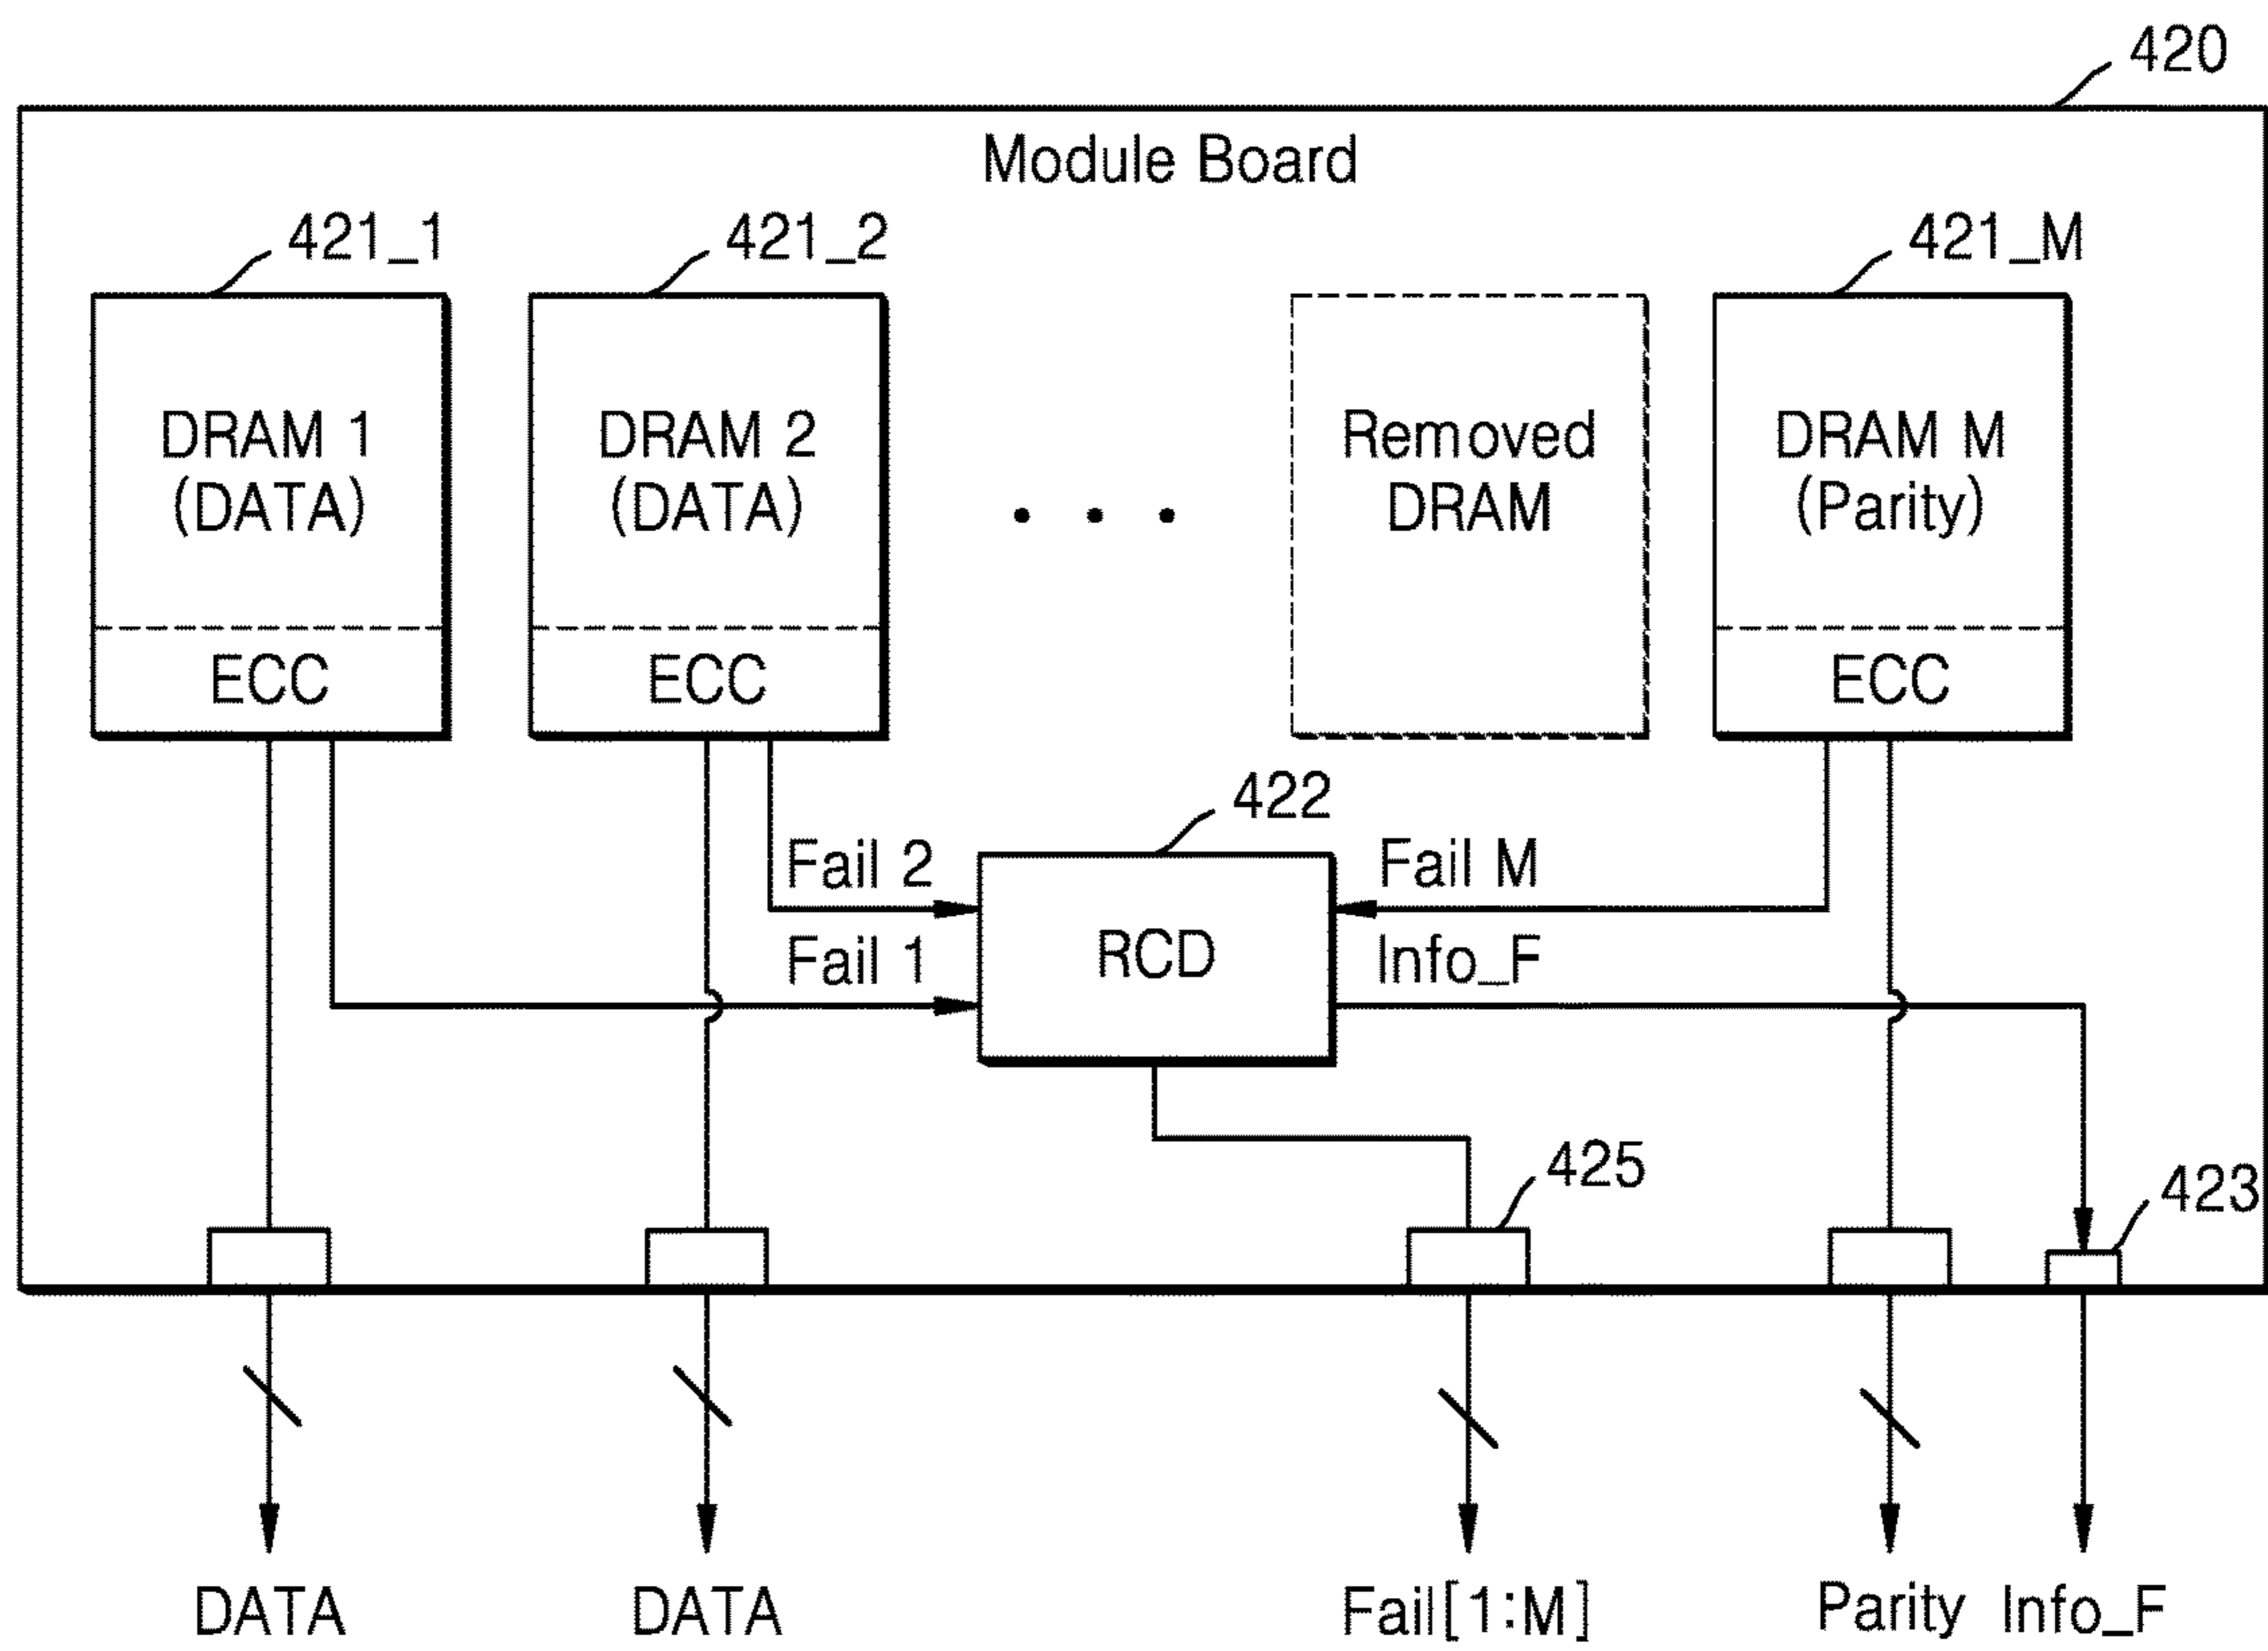 420
Module Board
421_1
421_2
421_M
DRAM 1
(DATA)
ECC
DRAM 2
(DATA)
ECC
. . .
Removed
DRAM
DRAM M
(Parity)
ECC
422
Fail 2
Fail 1
RCD
Fail M
Info_F
425
423
DATA
DATA
Fail[1:M]
Parity
Info_F